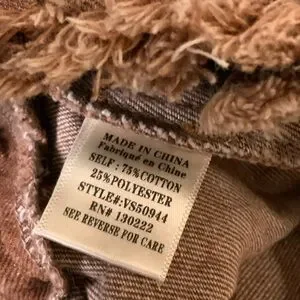 MADE IN CHINA
Fabriqué en Chine
SELF: 75%COTTON
25%POLYESTER
STYLE#:VS50944
RN# 130222
SEE REVERSE FOR CARE